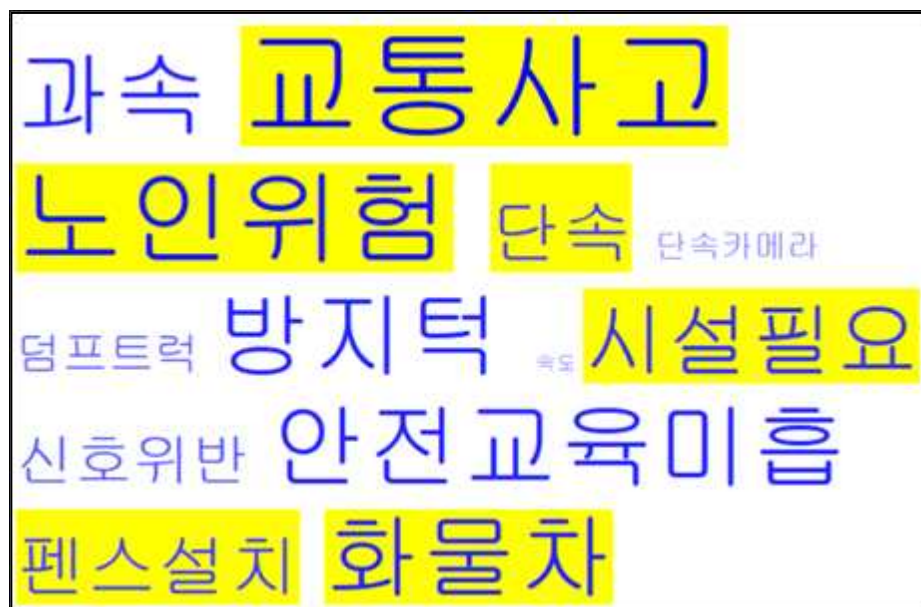 과속 교통사고
노인위험 단속 단속카메라
덤프트럭 방지턱 속도 시설필요
신호위반 안전교육미흡
펜스설치 화물차